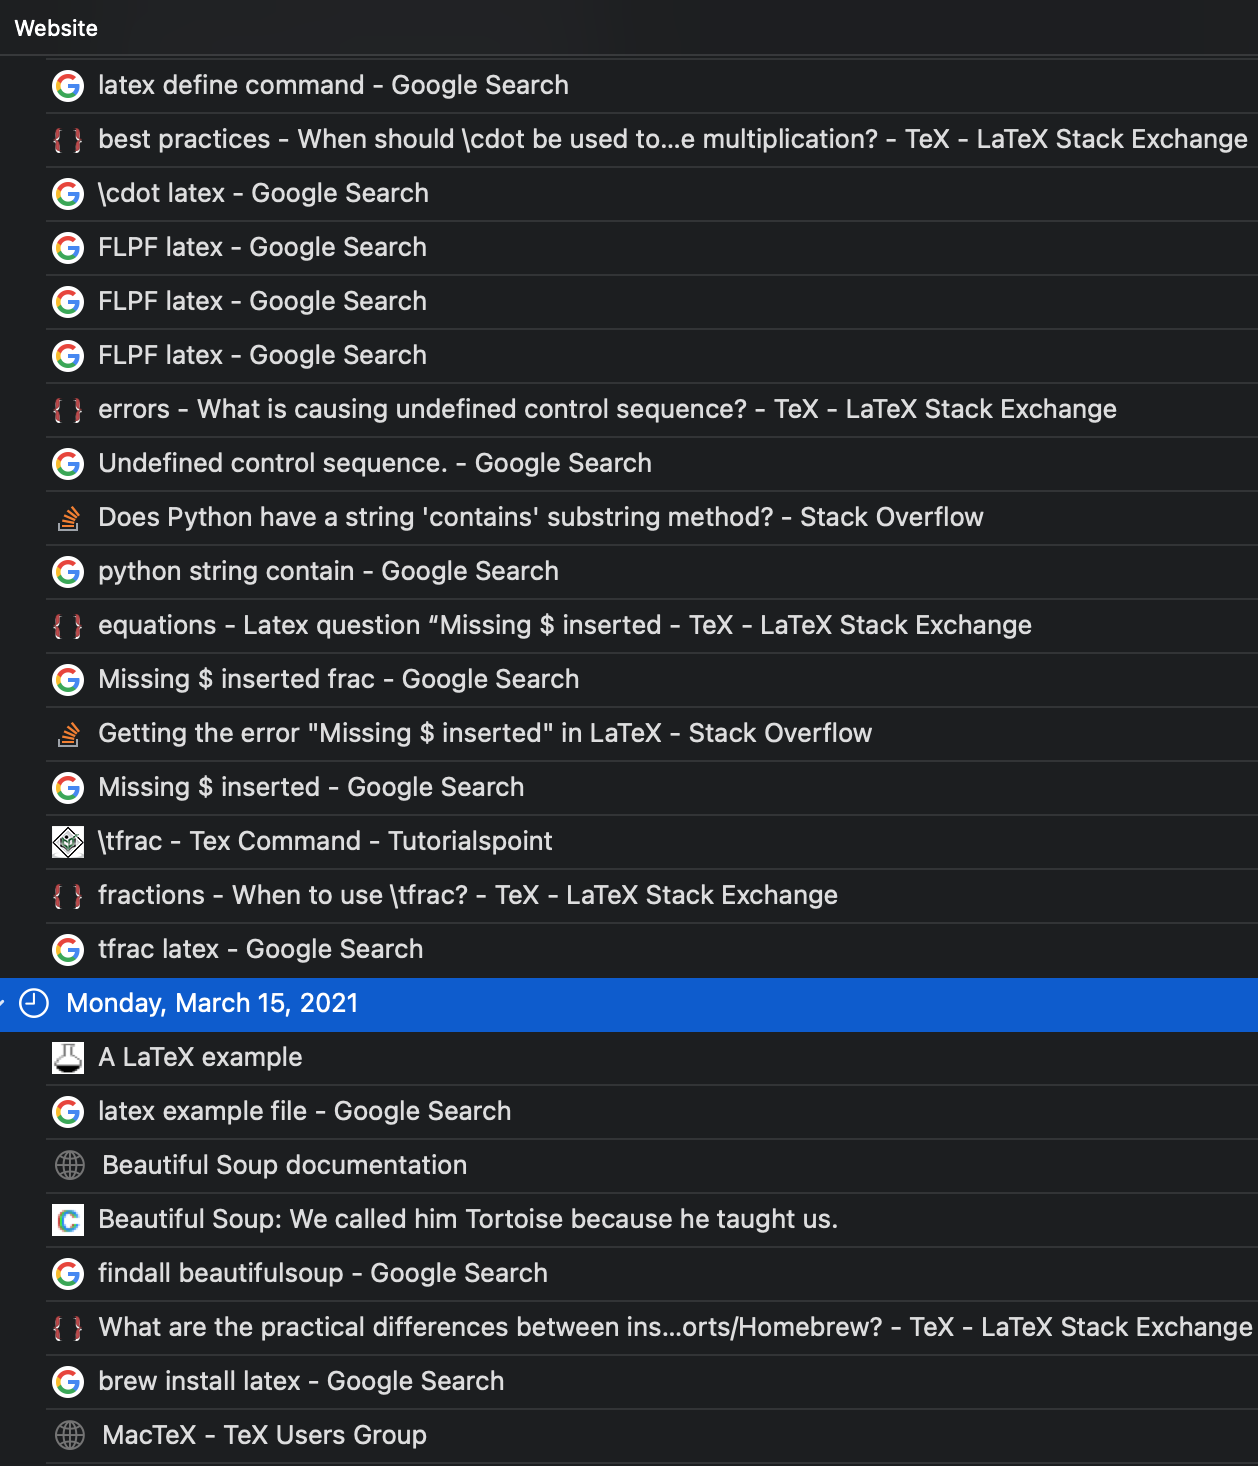 Website
latex define command - Google Search
best practices - When should \cdot be used to...e multiplication? - TeX - LaTeX Stack Exchange
\cdot latex - Google Search
FLPF latex - Google Search
FLPF latex - Google Search
FLPF latex - Google Search
errors - What is causing undefined control sequence? - TeX - LaTeX Stack Exchange
Undefined control sequence. - Google Search
Does Python have a string 'contains' substring method? - Stack Overflow
python string contain - Google Search
equations - Latex question “Missing $ inserted - TeX - LaTeX Stack Exchange
Missing $ inserted frac - Google Search
Getting the error "Missing $ inserted" in LaTeX - Stack Overflow
Missing $ inserted - Google Search
\tfrac - Tex Command - Tutorialspoint
fractions - When to use \tfrac? - TeX - LaTeX Stack Exchange
tfrac latex - Google Search
Monday, March 15, 2021
A LaTeX example
latex example file - Google Search
Beautiful Soup documentation
Beautiful Soup: We called him Tortoise because he taught us.
findall beautifulsoup - Google Search
What are the practical differences between ins...orts/Homebrew? - TeX - LaTeX Stack Exchange
brew install latex - Google Search
MacTeX - TeX Users Group